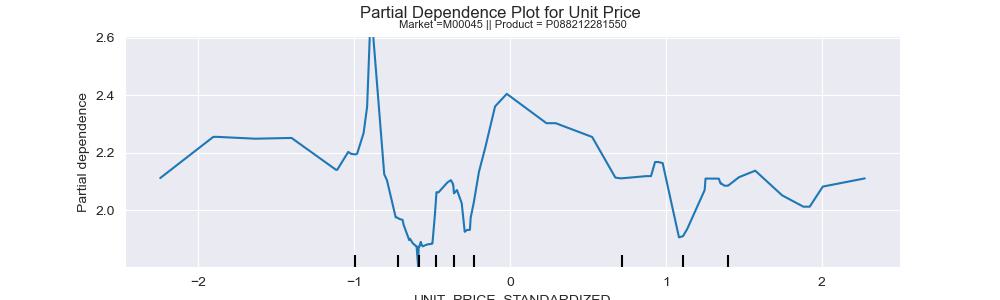 Partial Dependence Plot for Unit Price
Market =M00045 || Product = P088212281550
2.6
2.4
2.2
2.0
Partial dependence
−2 −1 0 1 2
UNIT_PRICE_STANDARDIZED